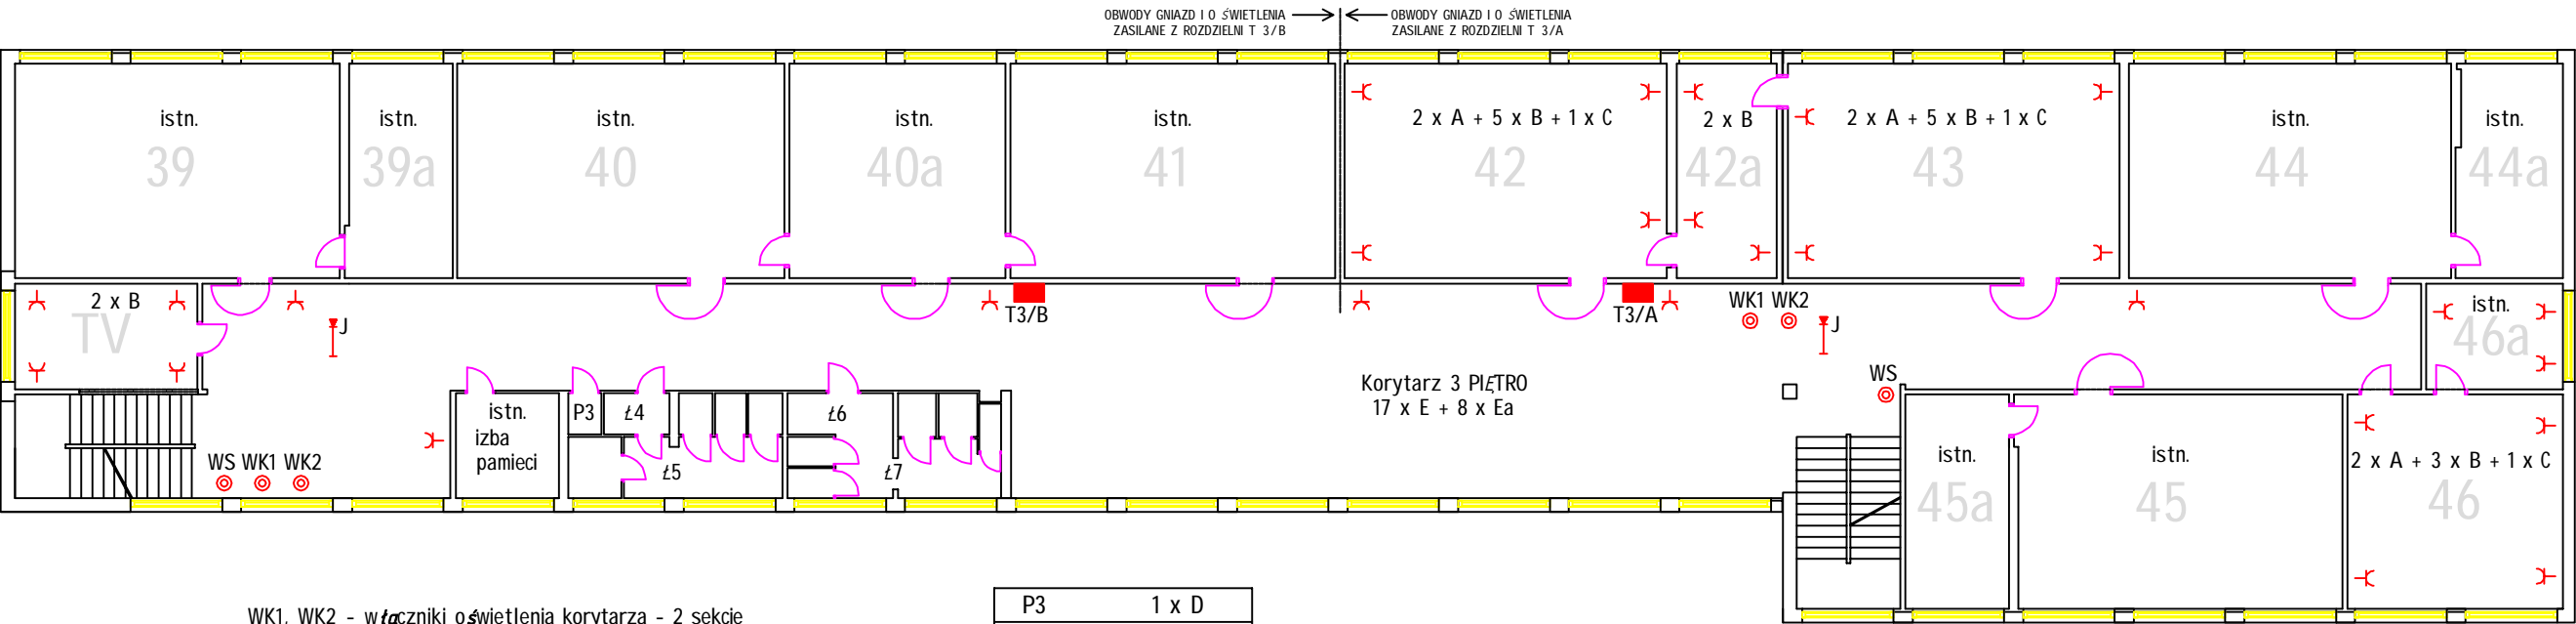 OBWODY GNIAZD I O ŚWIETLENIA
ZASILANE Z ROZDZIELNI T 3/B
OBWODY GNIAZD I O ŚWIETLENIA
ZASILANE Z ROZDZIELNI T 3/A
istn.
39
istn.
39a
istn.
40
istn.
40a
istn.
41
2 x A + 5 x B + 1 x C
42
2 x B
42a
2 x A + 5 x B + 1 x C
43
istn.
44
istn.
44a
2 x B
TV
J
T3/B
T3/A
WK1 WK2
J
istn.
46a
WS
Korytarz 3 PIĘTRO
17 x E + 8 x Ea
istn.
izba
pamieci
P3
Ł4
Ł5
Ł6
Ł7
WS WK1 WK2
istn.
45a
istn.
45
2 x A + 3 x B + 1 x C
46
P3 1 x D
WK1, WK2 - włączniki oświetlenia korytarza - 2 sekcje